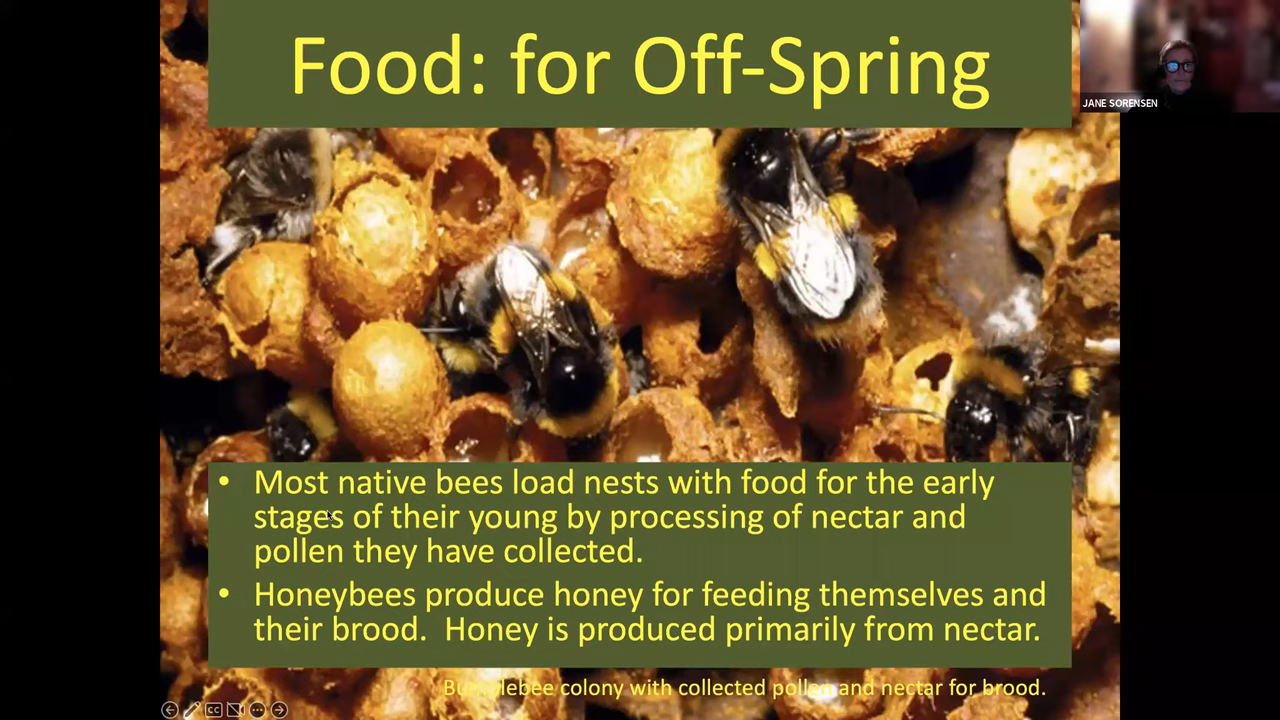 Food: for Off-Spring
JANE SORENSEN
• Most native bees load nests with food for the early
stages of their young by processing of nectar and
pollen they have collected.
• Honeybees produce honey for feeding themselves and
their brood.  Honey is produced primarily from nectar.
Bumblebee colony with collected pollen and nectar for brood.
CC